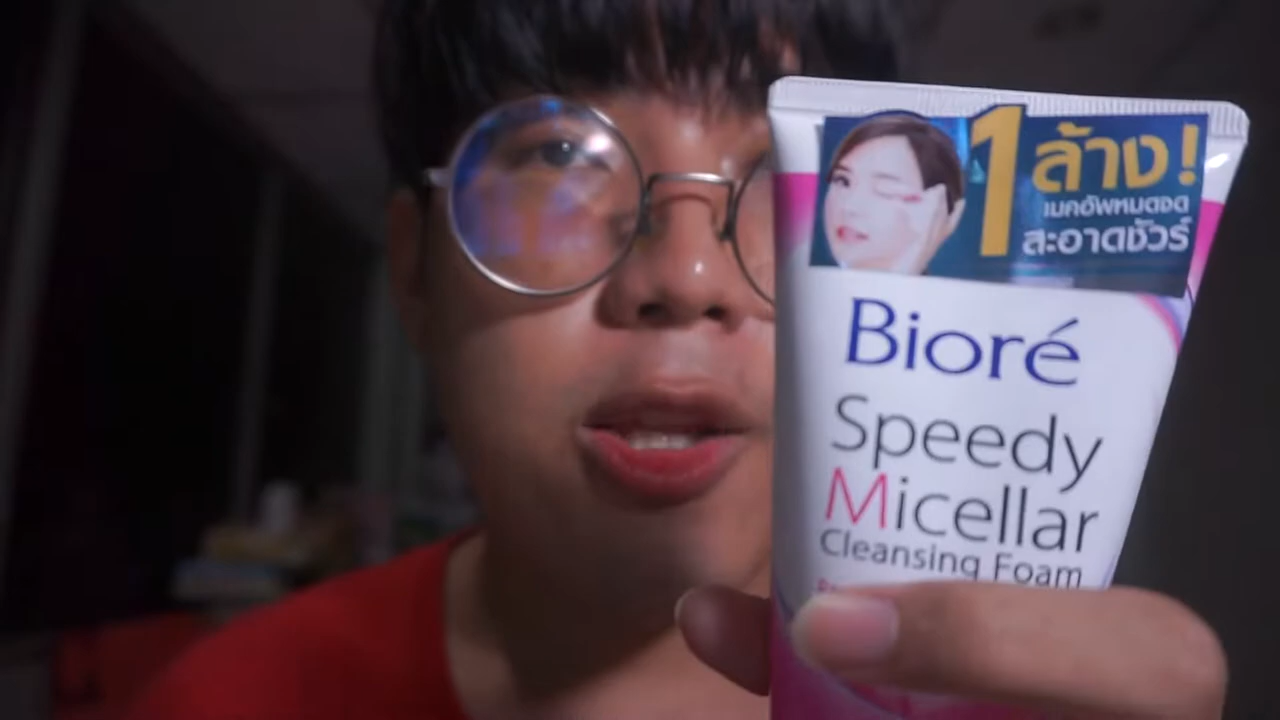 1 ล้าง!
เมคอัพหมดจด
สะอาดชัวร์
Bioré
Speedy
Micellar
Cleansing Foam